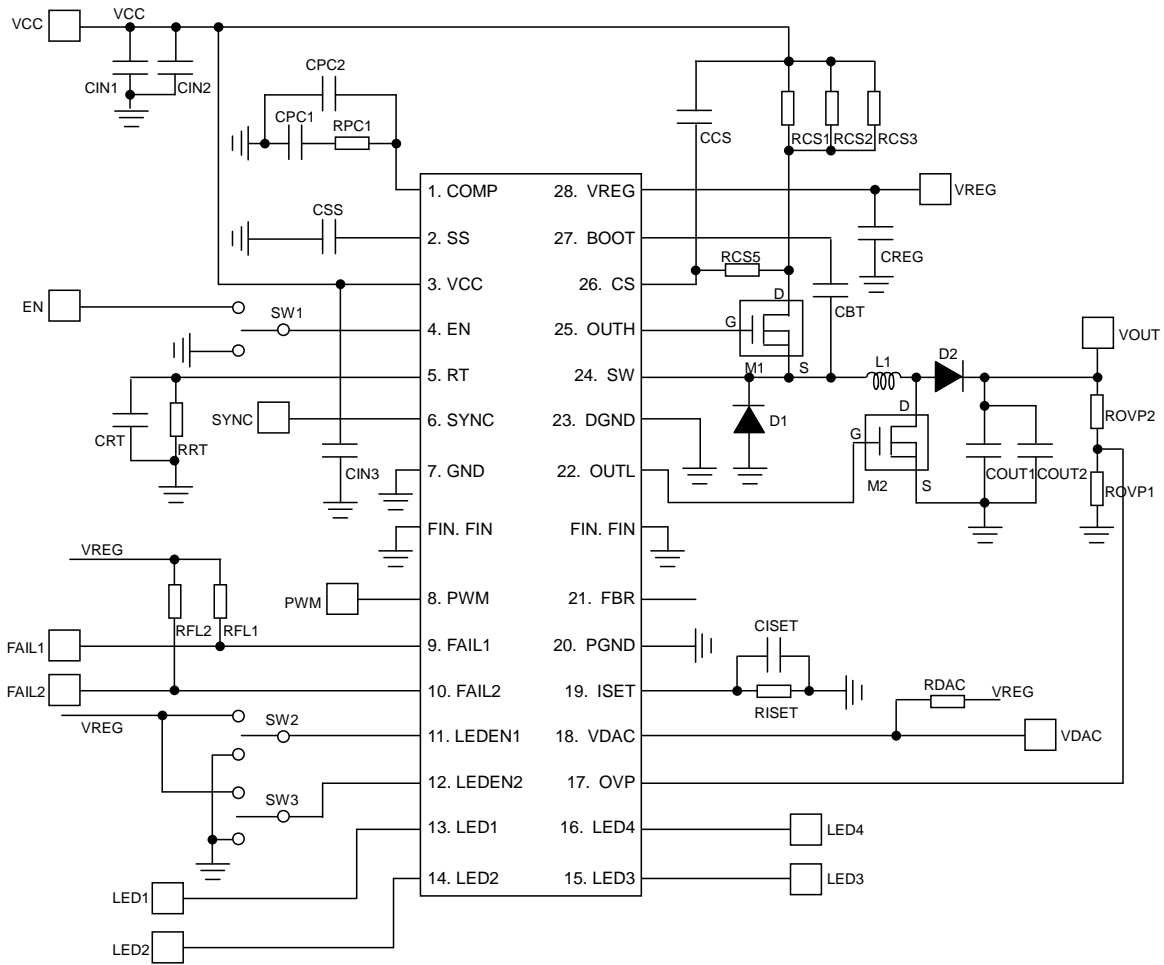 VCC
VCC
CIN1
CIN2
CPC2
CPC1
RPC1
CCS
RCS1
RCS2
RCS3
1. COMP
28. VREG
VREG
CSS
2. SS
27. BOOT
CREG
RCS5
3. VCC
26. CS
CBT
EN
SW1
4. EN
25. OUTH
G
D
M1
S
VOUT
5. RT
24. SW
L1
D2
CRT
RRT
SYNC
6. SYNC
23. DGND
D1
D
G
M2
S
ROVP2
CIN3
7. GND
22. OUTL
COUT1
COUT2
ROVP1
FIN. FIN
FIN. FIN
VREG
RFL2
RFL1
PWM
8. PWM
21. FBR
FAIL1
9. FAIL1
20. PGND
CISET
FAIL2
10. FAIL2
19. ISET
RISET
RDAC
VREG
VREG
SW2
11. LEDEN1
18. VDAC
VDAC
12. LEDEN2
17. OVP
SW3
13. LED1
16. LED4
LED4
14. LED2
15. LED3
LED3
LED1
LED2